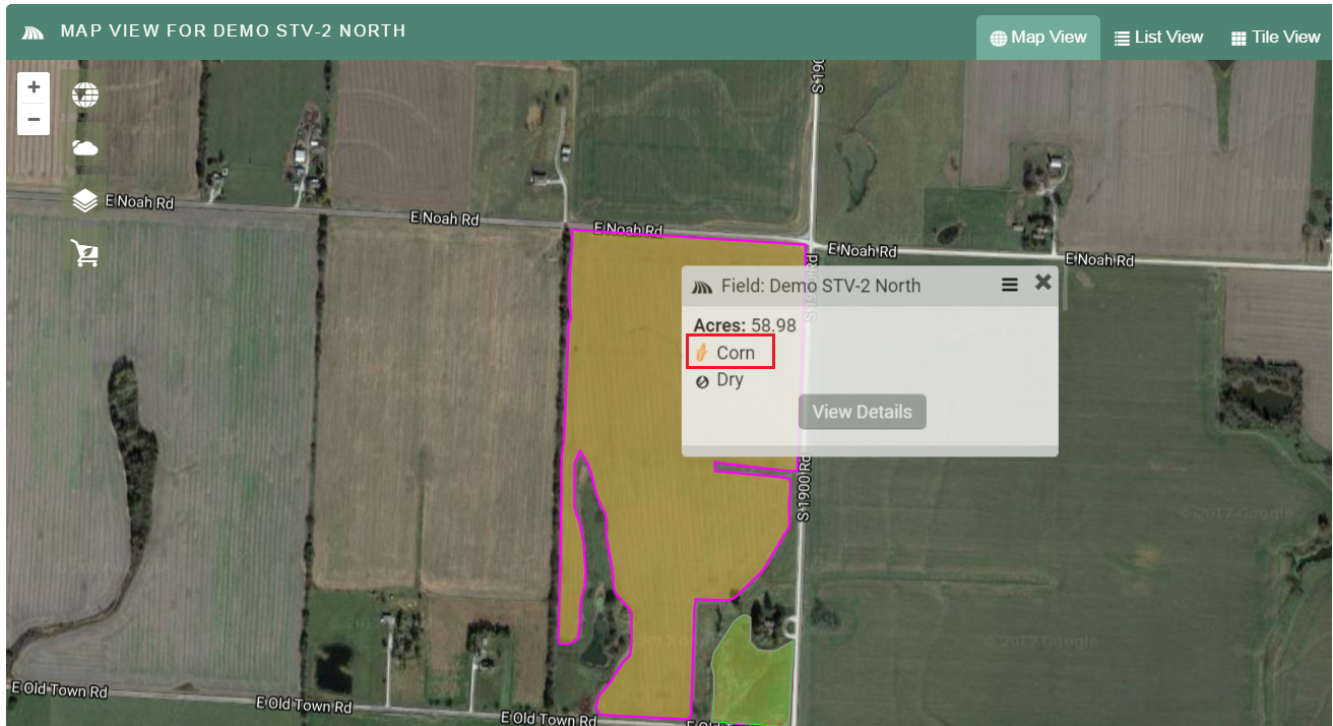 MAP VIEW FOR DEMO STV-2 NORTH
Map View
List View
Tile View
+
−
S 190
E Noah Rd
E Noah Rd
E Noah Rd
E Noah Rd
E Noah Rd
Field: Demo STV-2 North
Acres: 58.98
Corn
Dry
View Details
S 1900 Rd
©2017 Google
2017 Google
E Old Town Rd
E Old Town Rd
E Old Town Rd